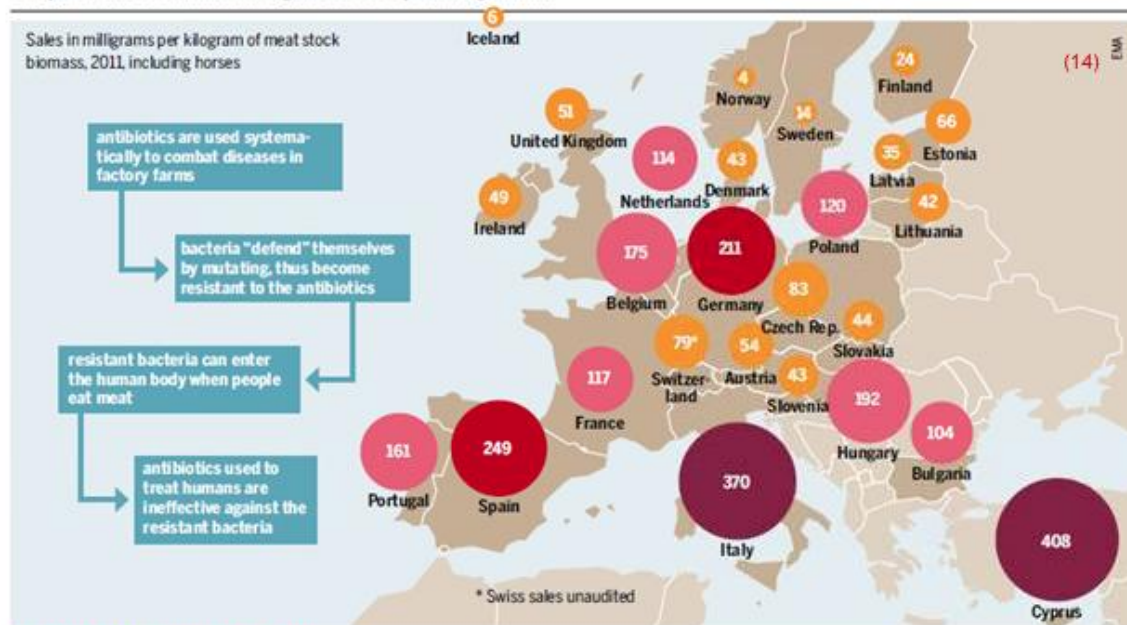 Sales in milligrams per kilogram of meat stock
biomass, 2011, including horses
antibiotics are used systema-
tically to combat diseases in
factory farms
bacteria "defend" themselves
by mutating, thus become
resistant to the antibiotics
resistant bacteria can enter
the human body when people
eat meat
antibiotics used to
treat humans are
ineffective against the
resistant bacteria
6
Iceland
(14)
EMA
4
Norway
24
Finland
14
Sweden
51
United Kingdom
66
Estonia
114
Netherlands
43
Denmark
35
Latvia
49
Ireland
120
Poland
42
Lithuania
175
Belgium
211
Germany
83
Czech Rep.
44
Slovakia
79*
Switzer-
land
54
Austria
43
Slovenia
117
France
192
Hungary
104
Bulgaria
161
Portugal
249
Spain
370
Italy
408
Cyprus
* Swiss sales unaudited